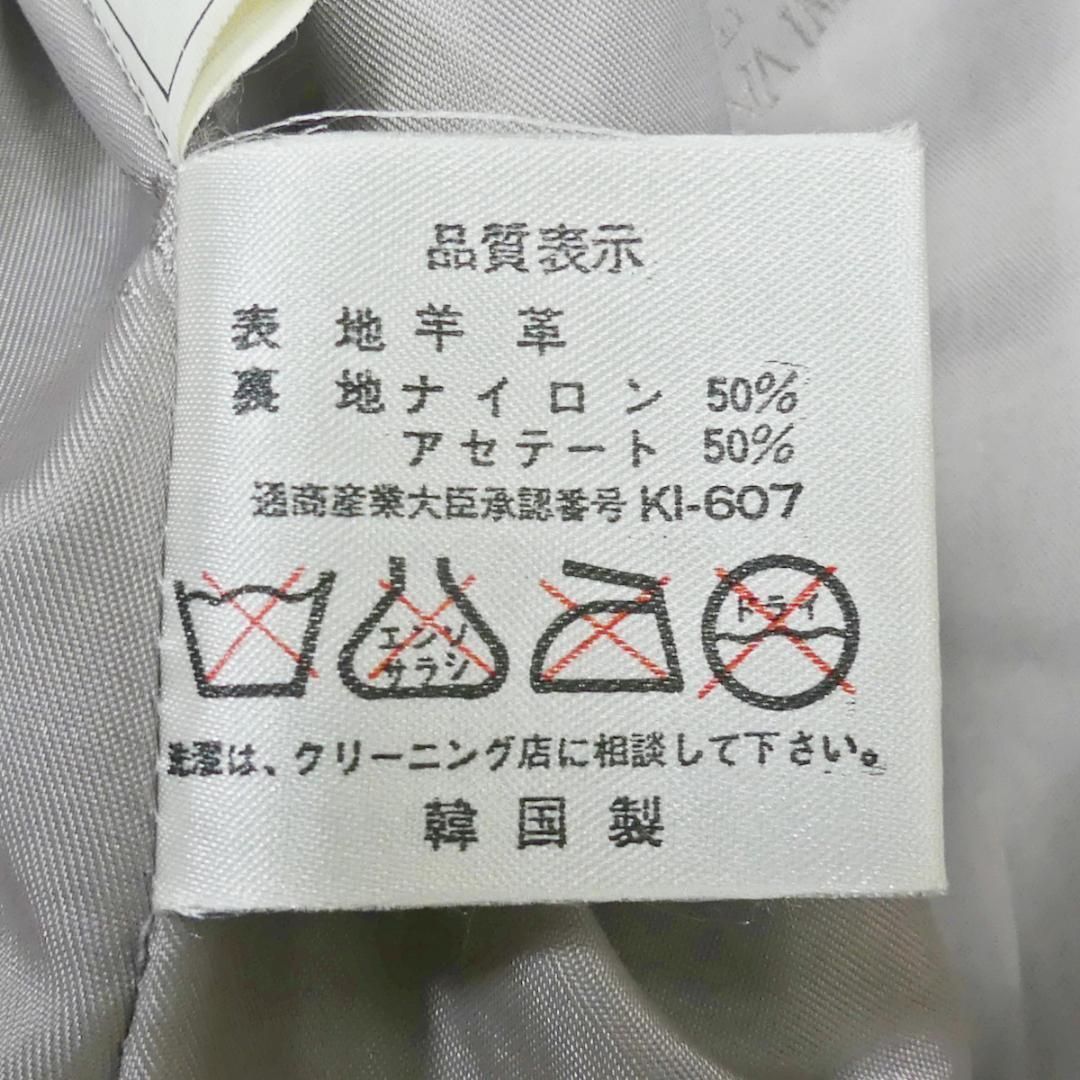 品質表示
表 地 羊 革
裏 地 ナイロン 50%
アセテート 50%
通商産業大臣承認番号 KI-607
エンソ
サラシ
ドライ
洗濯は、クリーニング店に相談して下さい。
韓国製